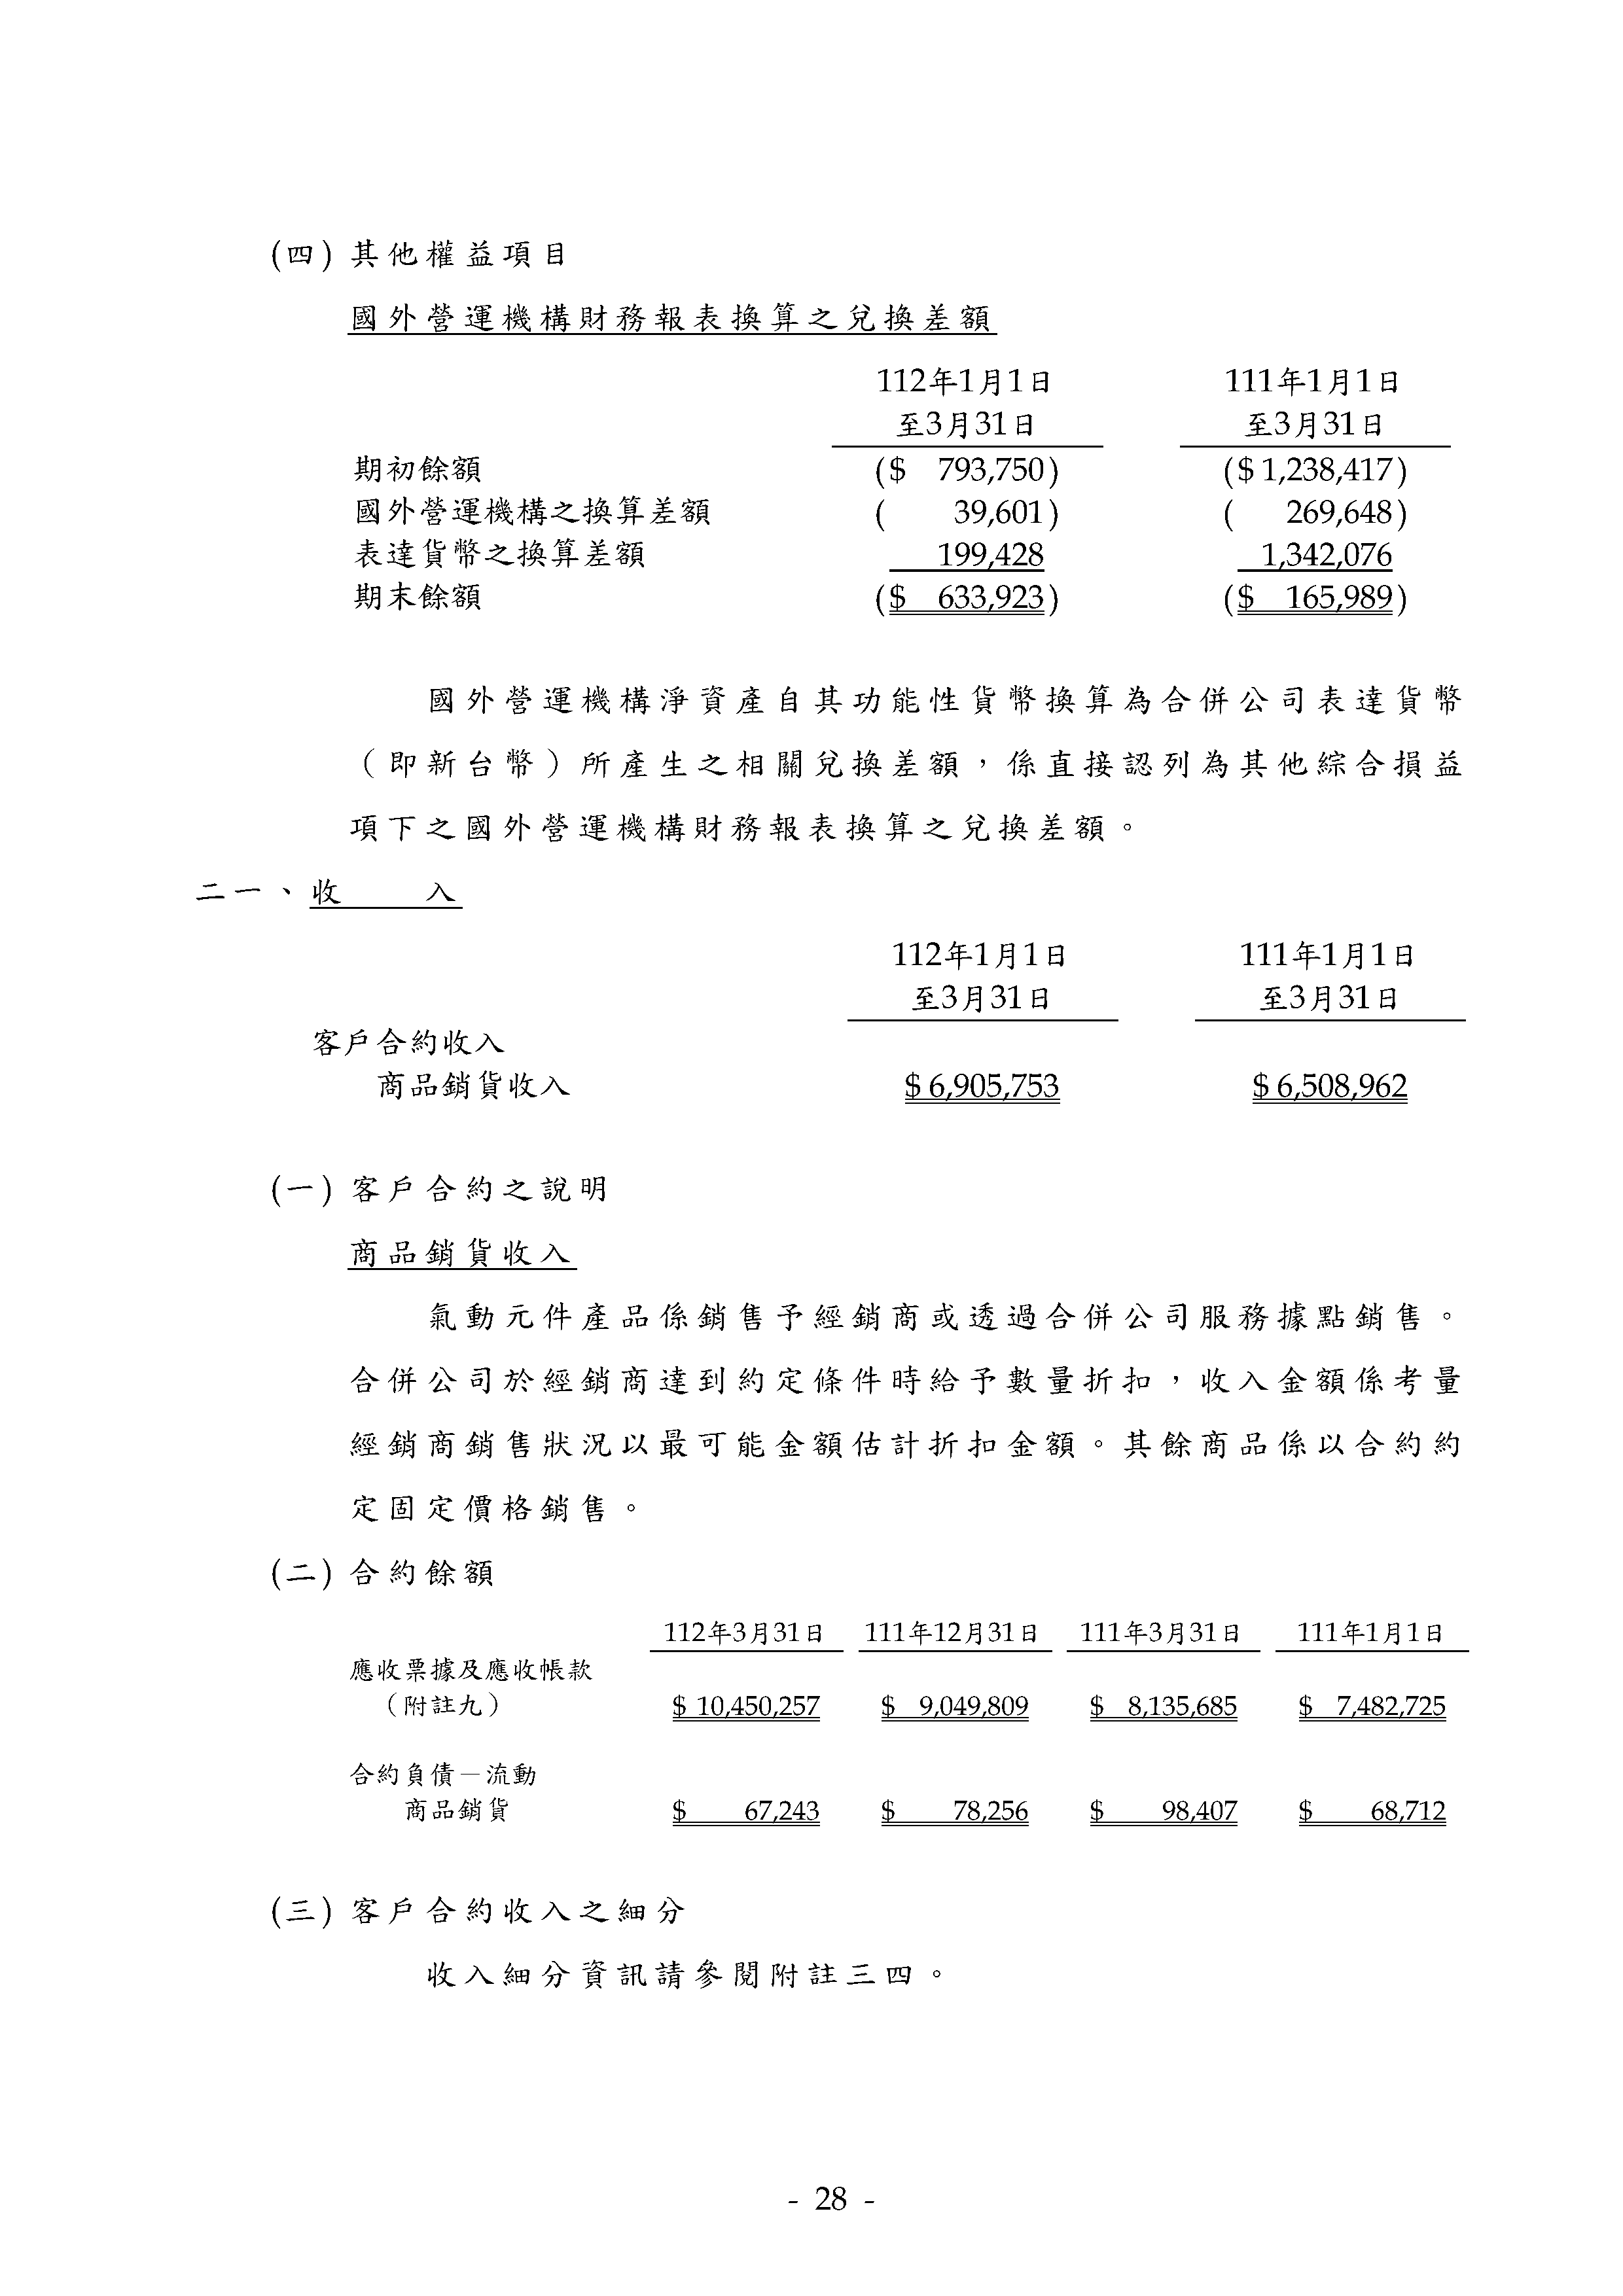 (四) 其他權益項目
國外營運機構財務報表換算之兌換差額
112年1月1日 111年1月1日
至3月31日 至3月31日
期初餘額 ($ 793,750) ($ 1,238,417)
國外營運機構之換算差額 ( 39,601) ( 269,648)
表達貨幣之換算差額 199,428 1,342,076
期末餘額 ($ 633,923) ($ 165,989)
國外營運機構淨資產自其功能性貨幣換算為合併公司表達貨幣
（即新台幣）所產生之相關兌換差額，係直接認列為其他綜合損益
項下之國外營運機構財務報表換算之兌換差額。
二一、收 入
112年1月1日 111年1月1日
至3月31日 至3月31日
客戶合約收入
商品銷貨收入 $ 6,905,753 $ 6,508,962
(一) 客戶合約之說明
商品銷貨收入
氣動元件產品係銷售予經銷商或透過合併公司服務據點銷售。
合併公司於經銷商達到約定條件時給予數量折扣，收入金額係考量
經銷商銷售狀況以最可能金額估計折扣金額。其餘商品係以合約約
定固定價格銷售。
(二) 合約餘額
112年3月31日 111年12月31日 111年3月31日 111年1月1日
應收票據及應收帳款
（附註九） $ 10,450,257 $ 9,049,809 $ 8,135,685 $ 7,482,725
合約負債－流動
商品銷貨 $ 67,243 $ 78,256 $ 98,407 $ 68,712
(三) 客戶合約收入之細分
收入細分資訊請參閱附註三四。
- 28 -